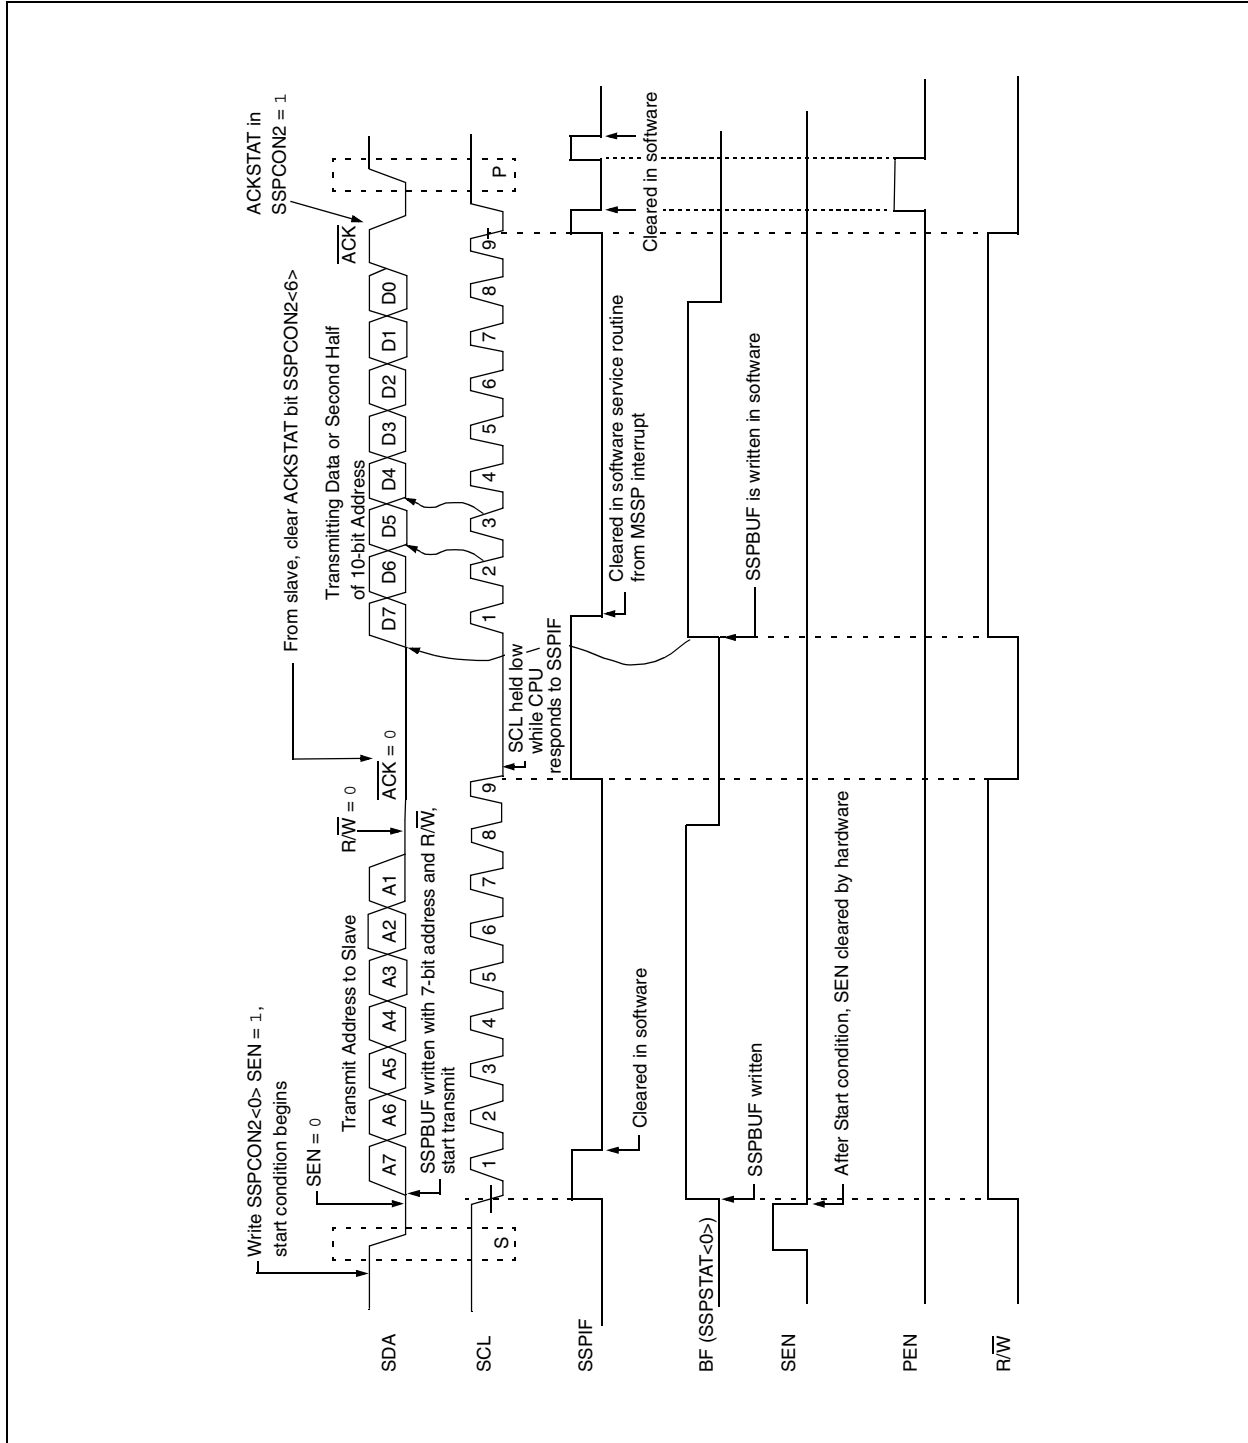 Write SSPCON2<0> SEN = 1,
start condition begins
SEN = 0
From slave, clear ACKSTAT bit SSPCON2<6>
ACKSTAT in
SSPCON2 = 1
Transmit Address to Slave
R/W = 0
ACK = 0
Transmitting Data or Second Half
of 10-bit Address
ACK
SDA
A7
A6
A5
A4
A3
A2
A1
D7
D6
D5
D4
D3
D2
D1
D0
SSPBUF written with 7-bit address and R/W,
start transmit
SCL
S
1
2
3
4
5
6
7
8
9
1
2
3
4
5
6
7
8
9
P
SCL held low
while CPU
responds to SSPIF
SSPIF
Cleared in software
Cleared in software service routine
from MSSP interrupt
Cleared in software
BF (SSPSTAT<0>)
SSPBUF written
SSPBUF is written in software
SEN
After Start condition, SEN cleared by hardware
PEN
R/W